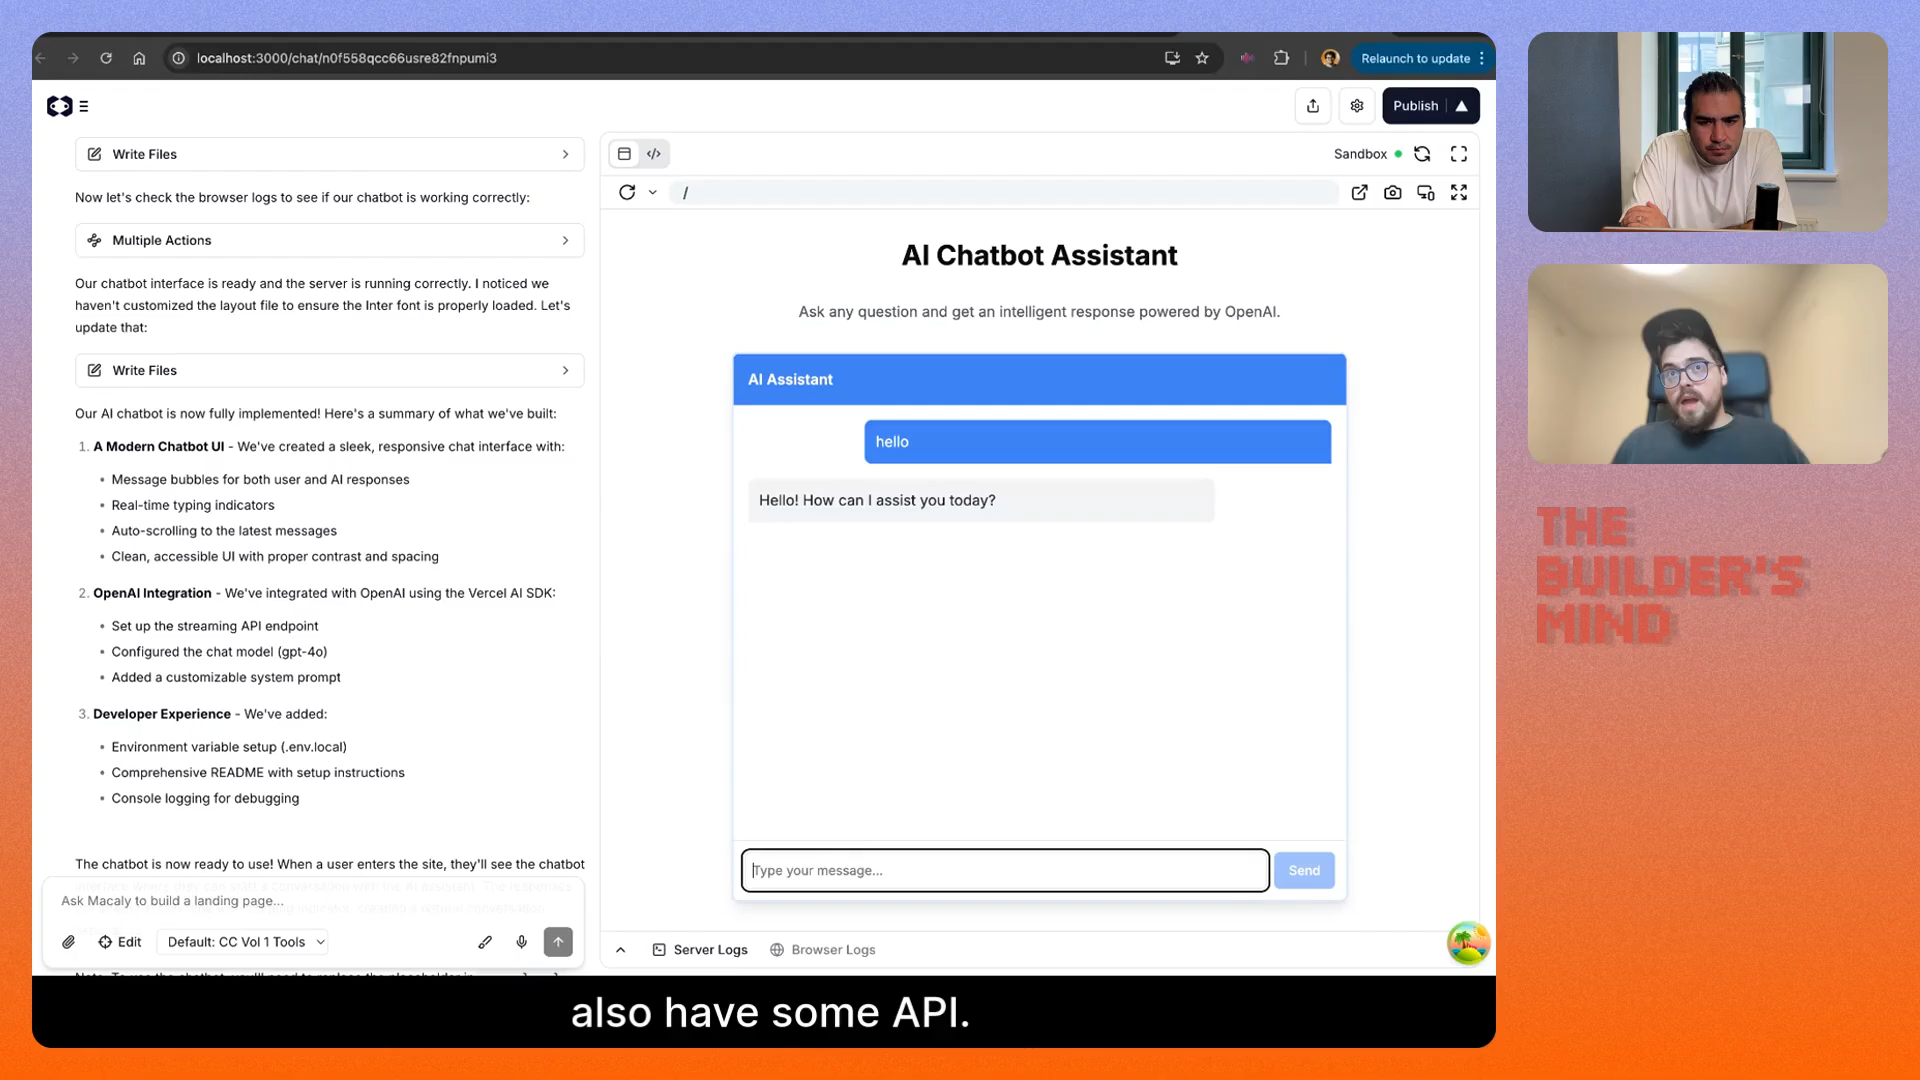 localhost:3000/chat/n0f558qcc66usre82fnpumi3
Relaunch to update
Publish
Write Files
Now let's check the browser logs to see if our chatbot is working correctly:
Multiple Actions
Our chatbot interface is ready and the server is running correctly. I noticed we
haven't customized the layout file to ensure the Inter font is properly loaded. Let's
update that:
Write Files
Our AI chatbot is now fully implemented! Here's a summary of what we've built:
1. A Modern Chatbot UI - We've created a sleek, responsive chat interface with:
• Message bubbles for both user and AI responses
• Real-time typing indicators
• Auto-scrolling to the latest messages
• Clean, accessible UI with proper contrast and spacing
2. OpenAI Integration - We've integrated with OpenAI using the Vercel AI SDK:
• Set up the streaming API endpoint
• Configured the chat model (gpt-4o)
• Added a customizable system prompt
3. Developer Experience - We've added:
• Environment variable setup (.env.local)
• Comprehensive README with setup instructions
• Console logging for debugging
The chatbot is now ready to use! When a user enters the site, they'll see the chatbot
Ask Macaly to build a landing page...
Edit
Default: CC Vol 1 Tools
Sandbox
/
AI Chatbot Assistant
Ask any question and get an intelligent response powered by OpenAI.
AI Assistant
hello
Hello! How can I assist you today?
Type your message...
Send
Server Logs
Browser Logs
also have some API.
THE
BUILDER'S
MIND